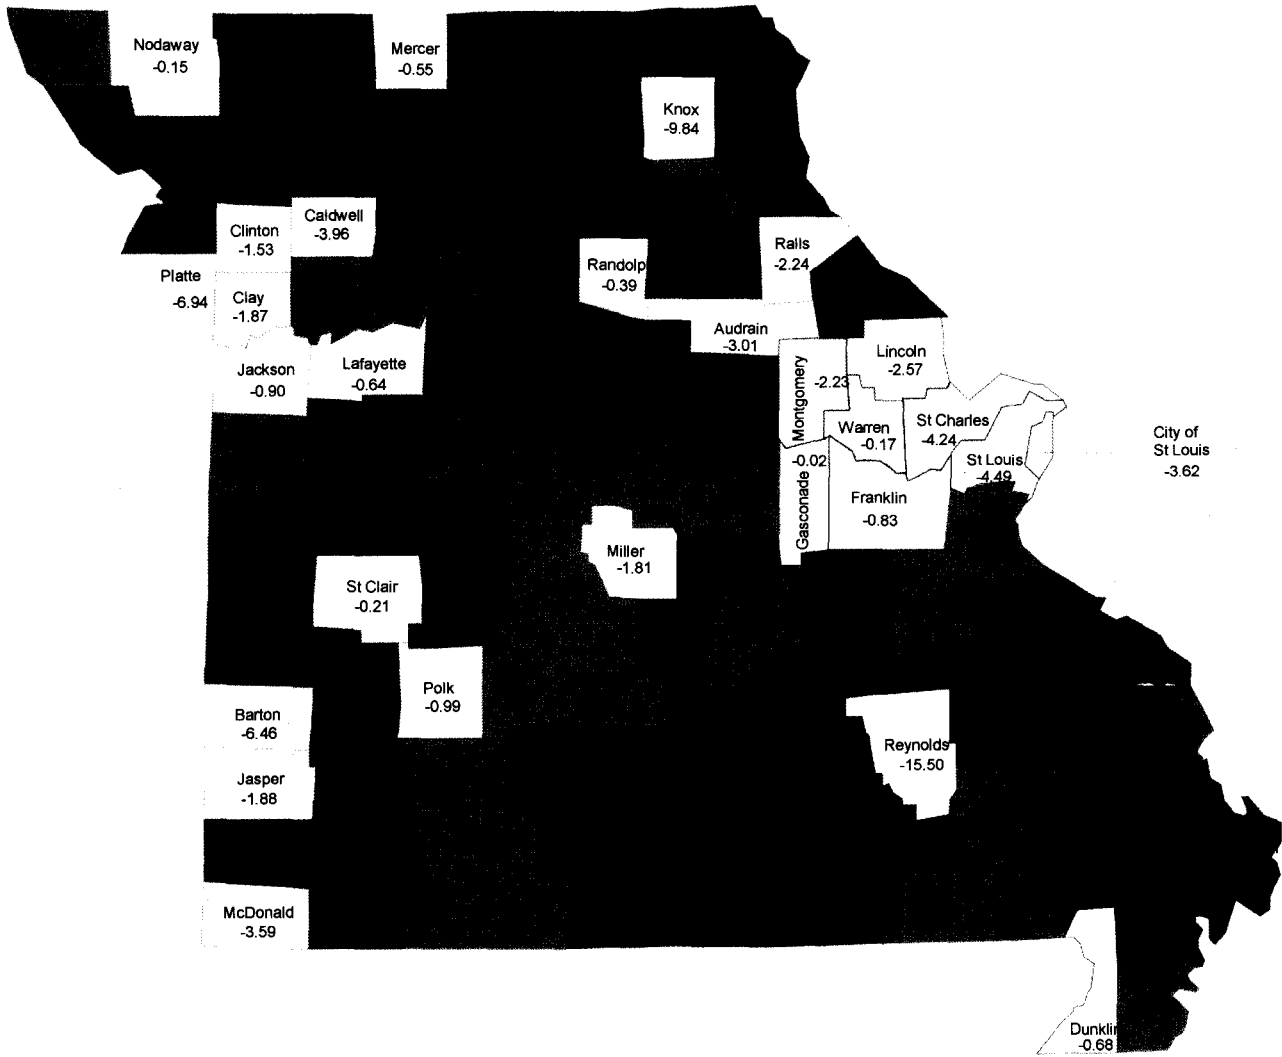 Nodaway
-0.15
Mercer
-0.55
Knox
-9.84
Clinton
-1.53
Caldwell
-3.96
Platte
-6.94
Clay
-1.87
Randolp
-0.39
Ralls
-2.24
Audrain
-3.01
Jackson
-0.90
Lafayette
-0.64
Montgomery
-2.23
Lincoln
-2.57
Warren
-0.17
St Charles
-4.24
St Louis
-4.49
City of
St Louis
-3.62
Gasconade
-0.02
Franklin
-0.83
Miller
-1.81
St Clair
-0.21
Polk
-0.99
Barton
-6.46
Jasper
-1.88
Reynolds
-15.50
McDonald
-3.59
Dunklin
-0.68